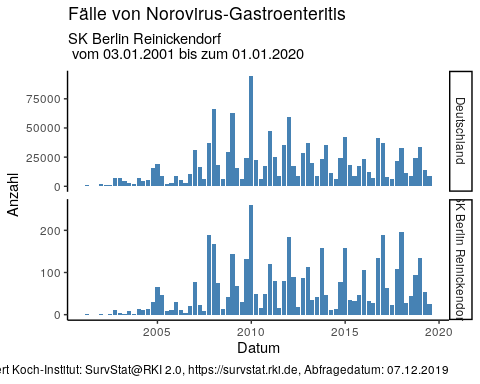 Fälle von Norovirus-Gastroenteritis
SK Berlin Reinickendorf
vom 03.01.2001 bis zum 01.01.2020
Anzahl
75000
50000
25000
0
Deutschland
200
100
0
SK Berlin Reinickendorf
2005
2010
2015
2020
Datum
ert Koch-Institut: SurvStat@RKI 2.0, https://survstat.rki.de, Abfragedatum: 07.12.2019